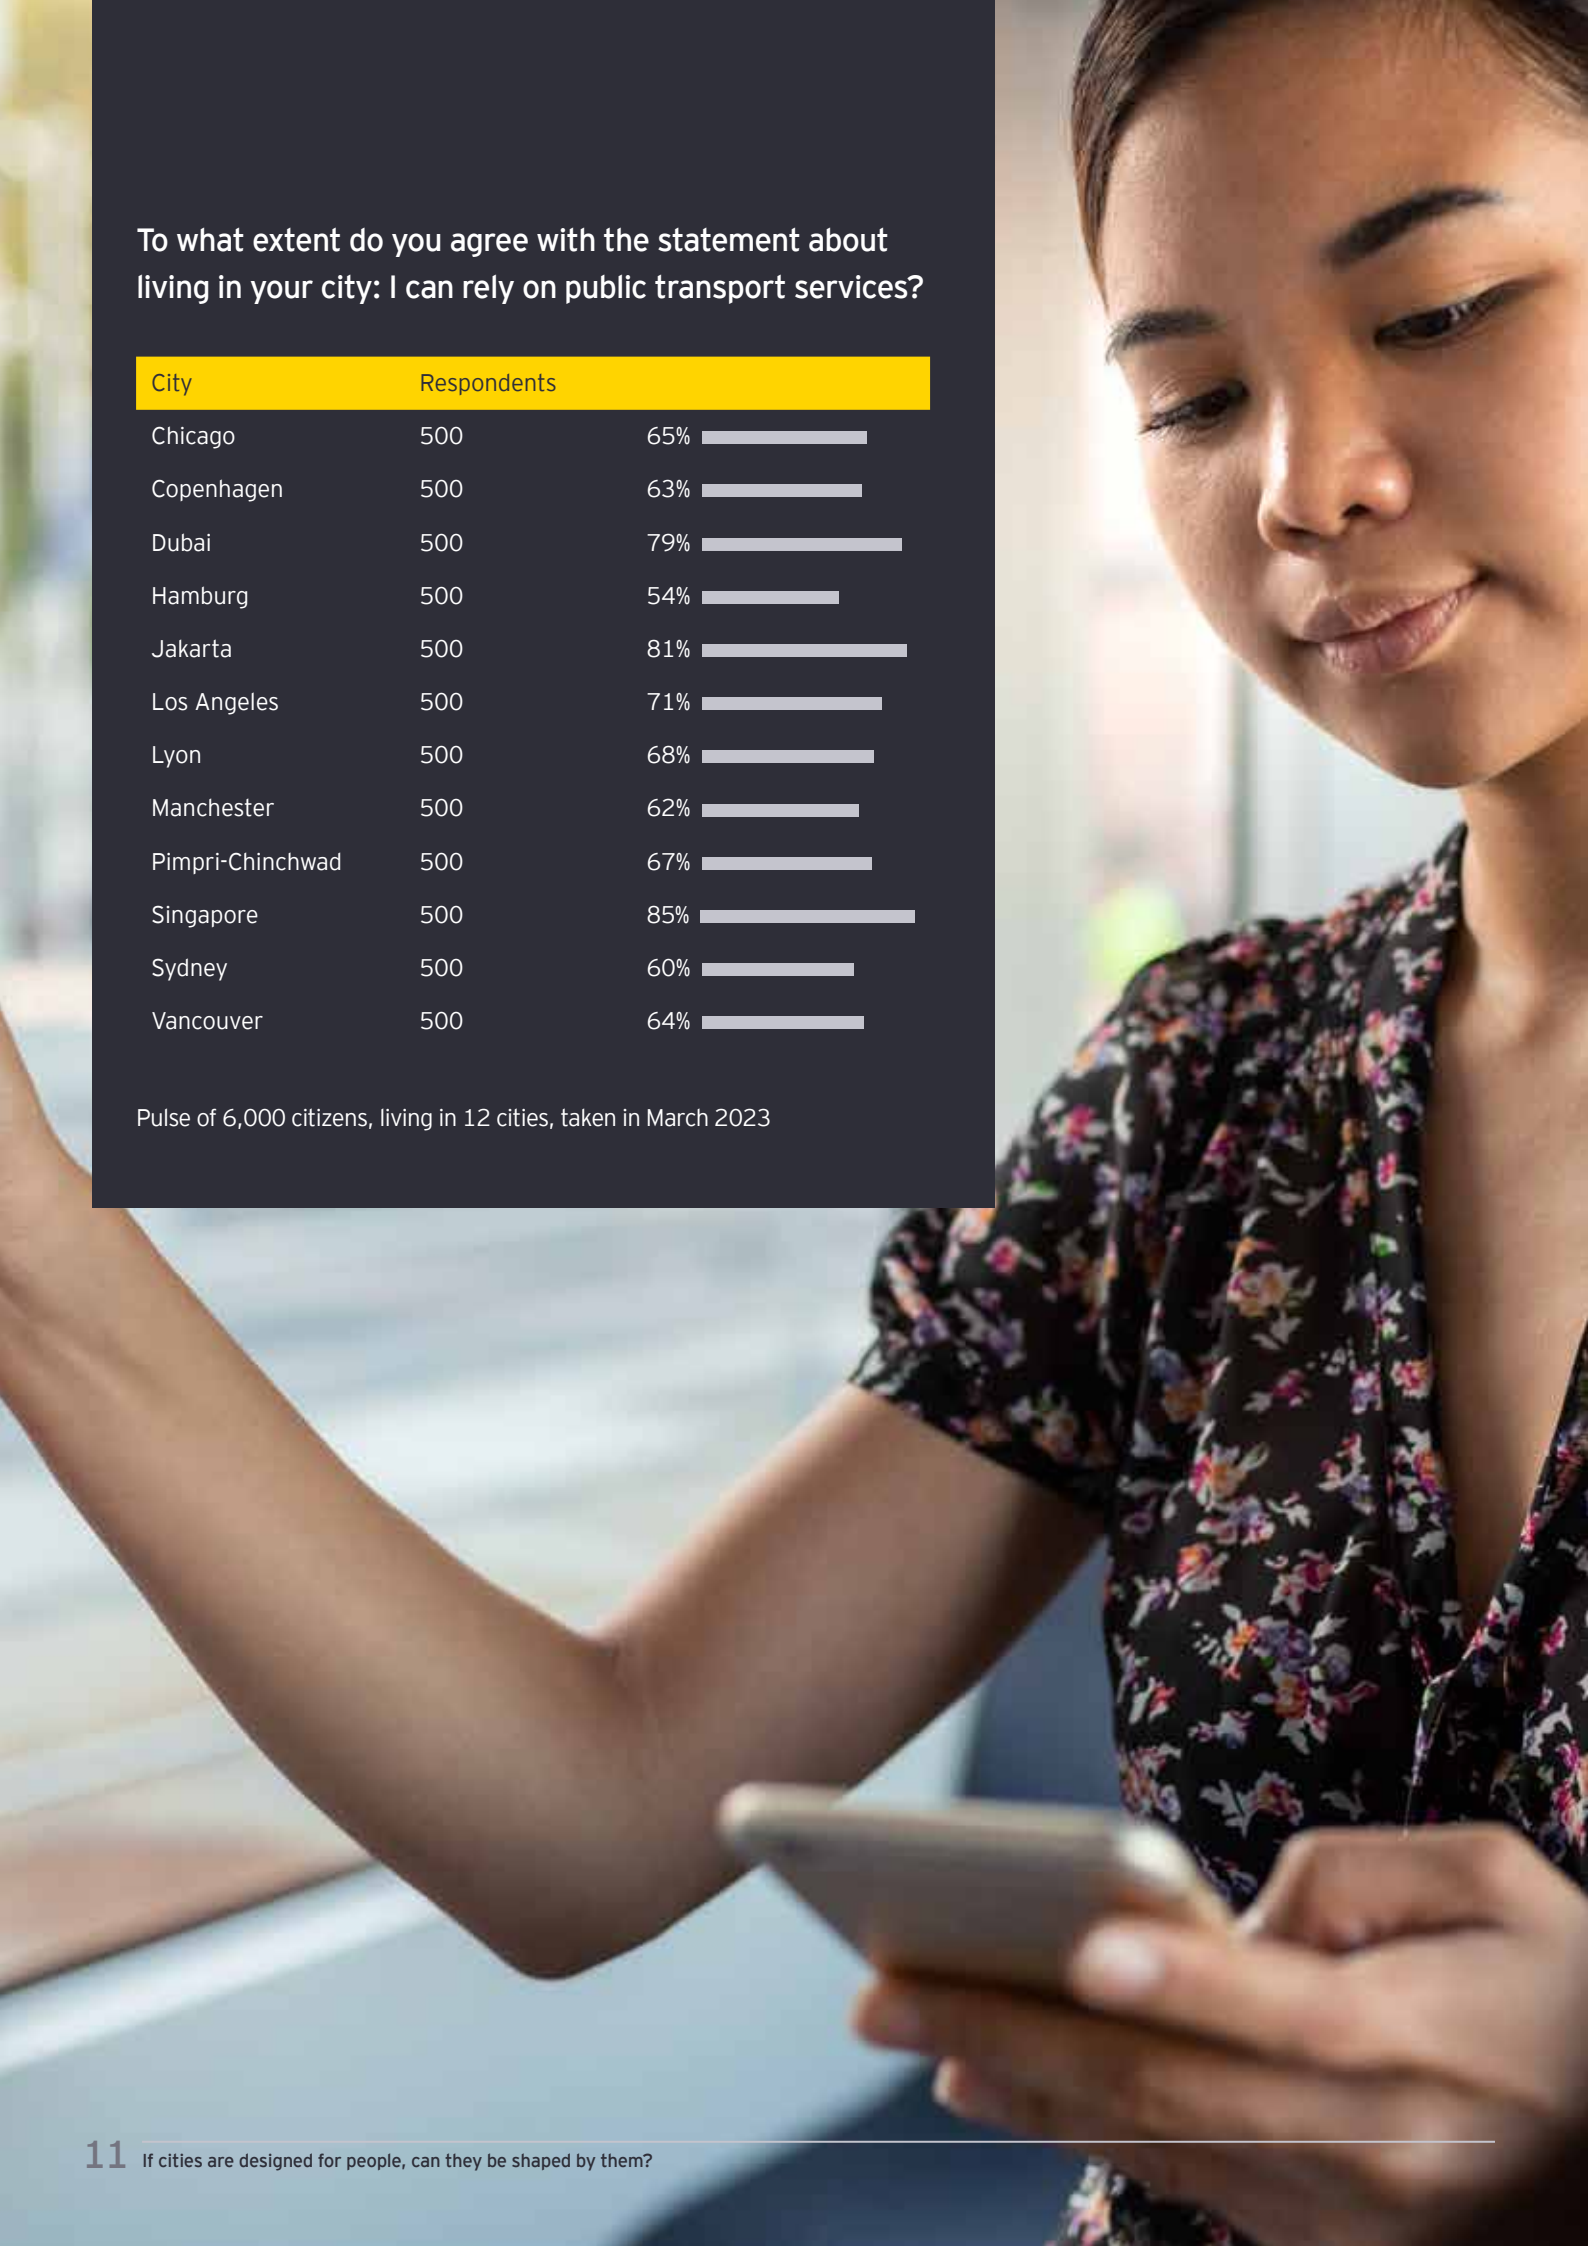 To what extent do you agree with the statement about
living in your city: I can rely on public transport services?
City Respondents
Chicago 500 65%
Copenhagen 500 63%
Dubai 500 79%
Hamburg 500 54%
Jakarta 500 81%
Los Angeles 500 71%
Lyon 500 68%
Manchester 500 62%
Pimpri-Chinchwad 500 67%
Singapore 500 85%
Sydney 500 60%
Vancouver 500 64%
Pulse of 6,000 citizens, living in 12 cities, taken in March 2023
11 If cities are designed for people, can they be shaped by them?